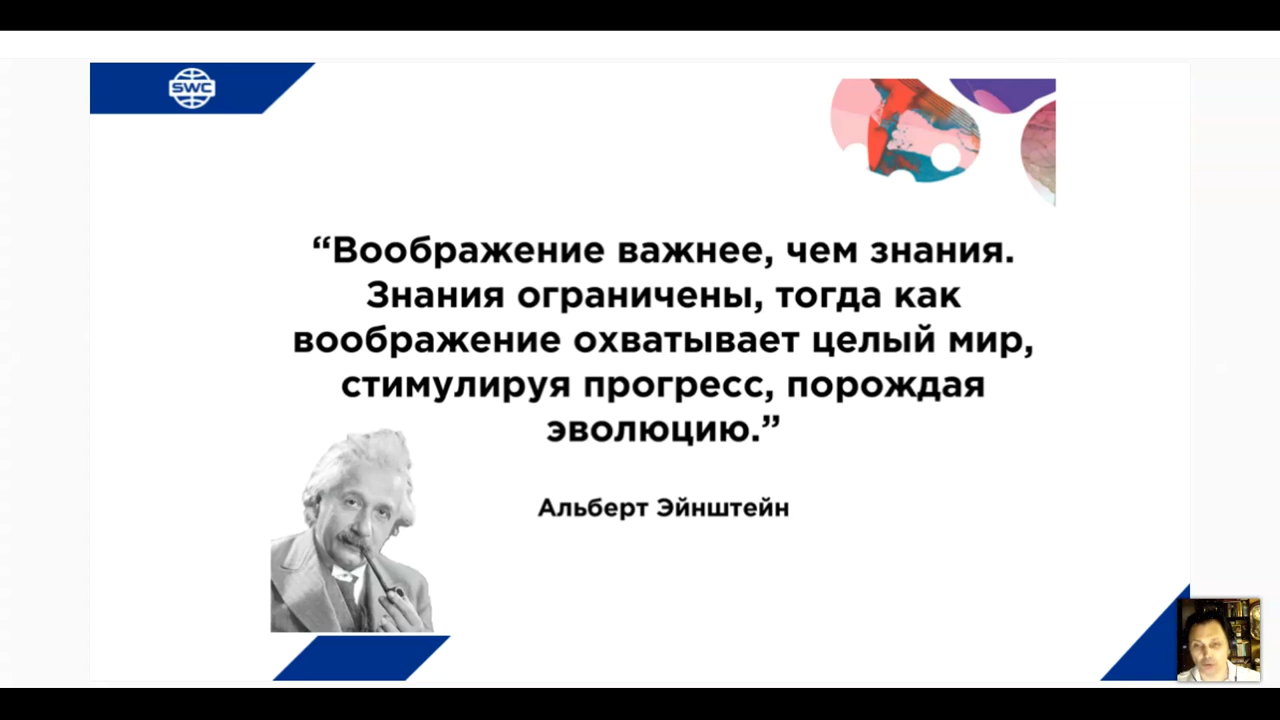 SWC
“Воображение важнее, чем знания.
Знания ограничены, тогда как
воображение охватывает целый мир,
стимулируя прогресс, порождая
эволюцию.”
Альберт Эйнштейн